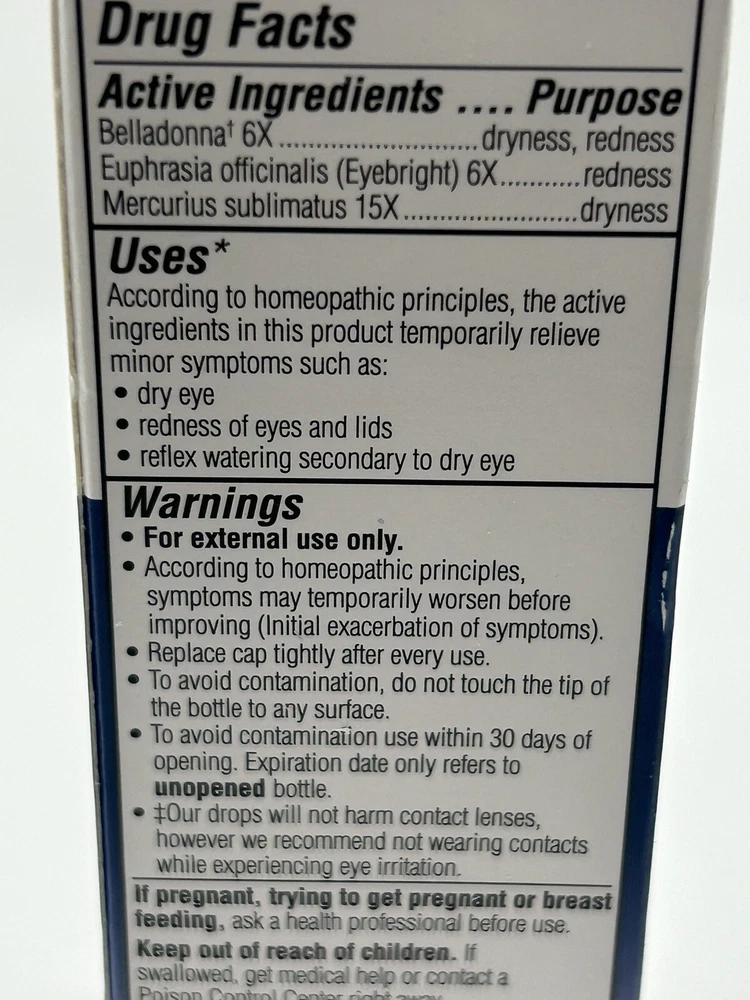 Drug Facts
Active Ingredients .... Purpose
Belladonna† 6X ............................. dryness, redness
Euphrasia officinalis (Eyebright) 6X ........... redness
Mercurius sublimatus 15X ......................... dryness
Uses*
According to homeopathic principles, the active
ingredients in this product temporarily relieve
minor symptoms such as:
• dry eye
• redness of eyes and lids
• reflex watering secondary to dry eye
Warnings
• For external use only.
• According to homeopathic principles,
symptoms may temporarily worsen before
improving (Initial exacerbation of symptoms).
• Replace cap tightly after every use.
• To avoid contamination, do not touch the tip of
the bottle to any surface.
• To avoid contamination use within 30 days of
opening. Expiration date only refers to
unopened bottle.
• ‡Our drops will not harm contact lenses,
however we recommend not wearing contacts
while experiencing eye irritation.
If pregnant, trying to get pregnant or breast
feeding, ask a health professional before use.
Keep out of reach of children. If
swallowed, get medical help or contact a
Poison Control Center right away.